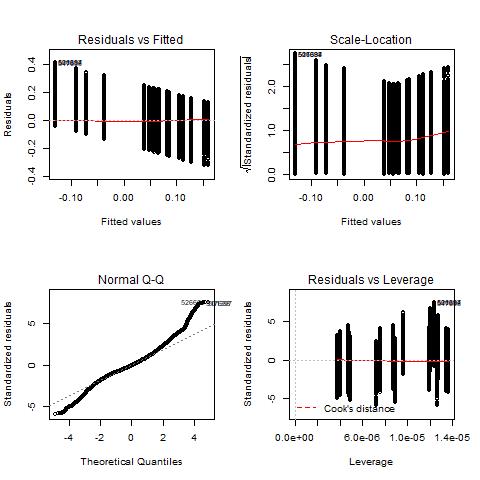 Residuals vs Fitted
Residuals
-0.4 -0.2 0.0 0.2 0.4
-0.10 0.00 0.10
Fitted values
Scale-Location
√|Standardized residuals|
0.0 1.0 2.0
-0.10 0.00 0.10
Fitted values
Normal Q-Q
Standardized residuals
-5 0 5
-4 -2 0 2 4
Theoretical Quantiles
Residuals vs Leverage
Standardized residuals
-5 0 5
Cook's distance
0.0e+00 6.0e-06 1.0e-05 1.4e-05
Leverage